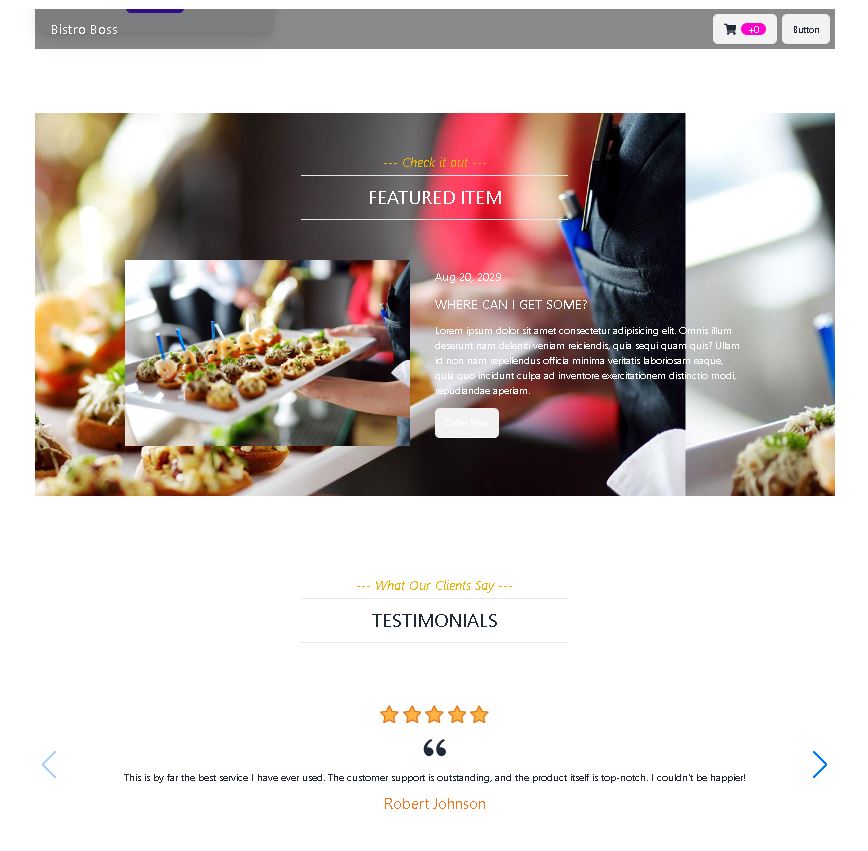 Bistro Boss
+0
Button
--- Check it out ---
FEATURED ITEM
Aug 20, 2029
WHERE CAN I GET SOME?
Lorem ipsum dolor sit amet consectetur adipisicing elit. Omnis illum
deserunt nam deleniti veniam reiciendis, quia sequi quam quis? Ullam
id non nam repellendus officia minima veritatis laboriosam eaque,
quia quo incidunt culpa ad inventore exercitationem distinctio modi,
repudiandae aperiam.
Order Now
--- What Our Clients Say ---
TESTIMONIALS
This is by far the best service I have ever used. The customer support is outstanding, and the product itself is top-notch. I couldn't be happier!
Robert Johnson